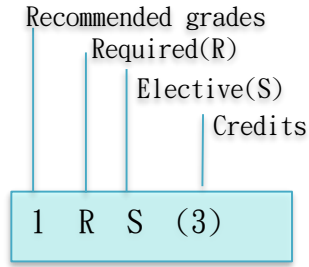 Recommended grades
Required(R)
Elective(S)
Credits
1 R S (3)